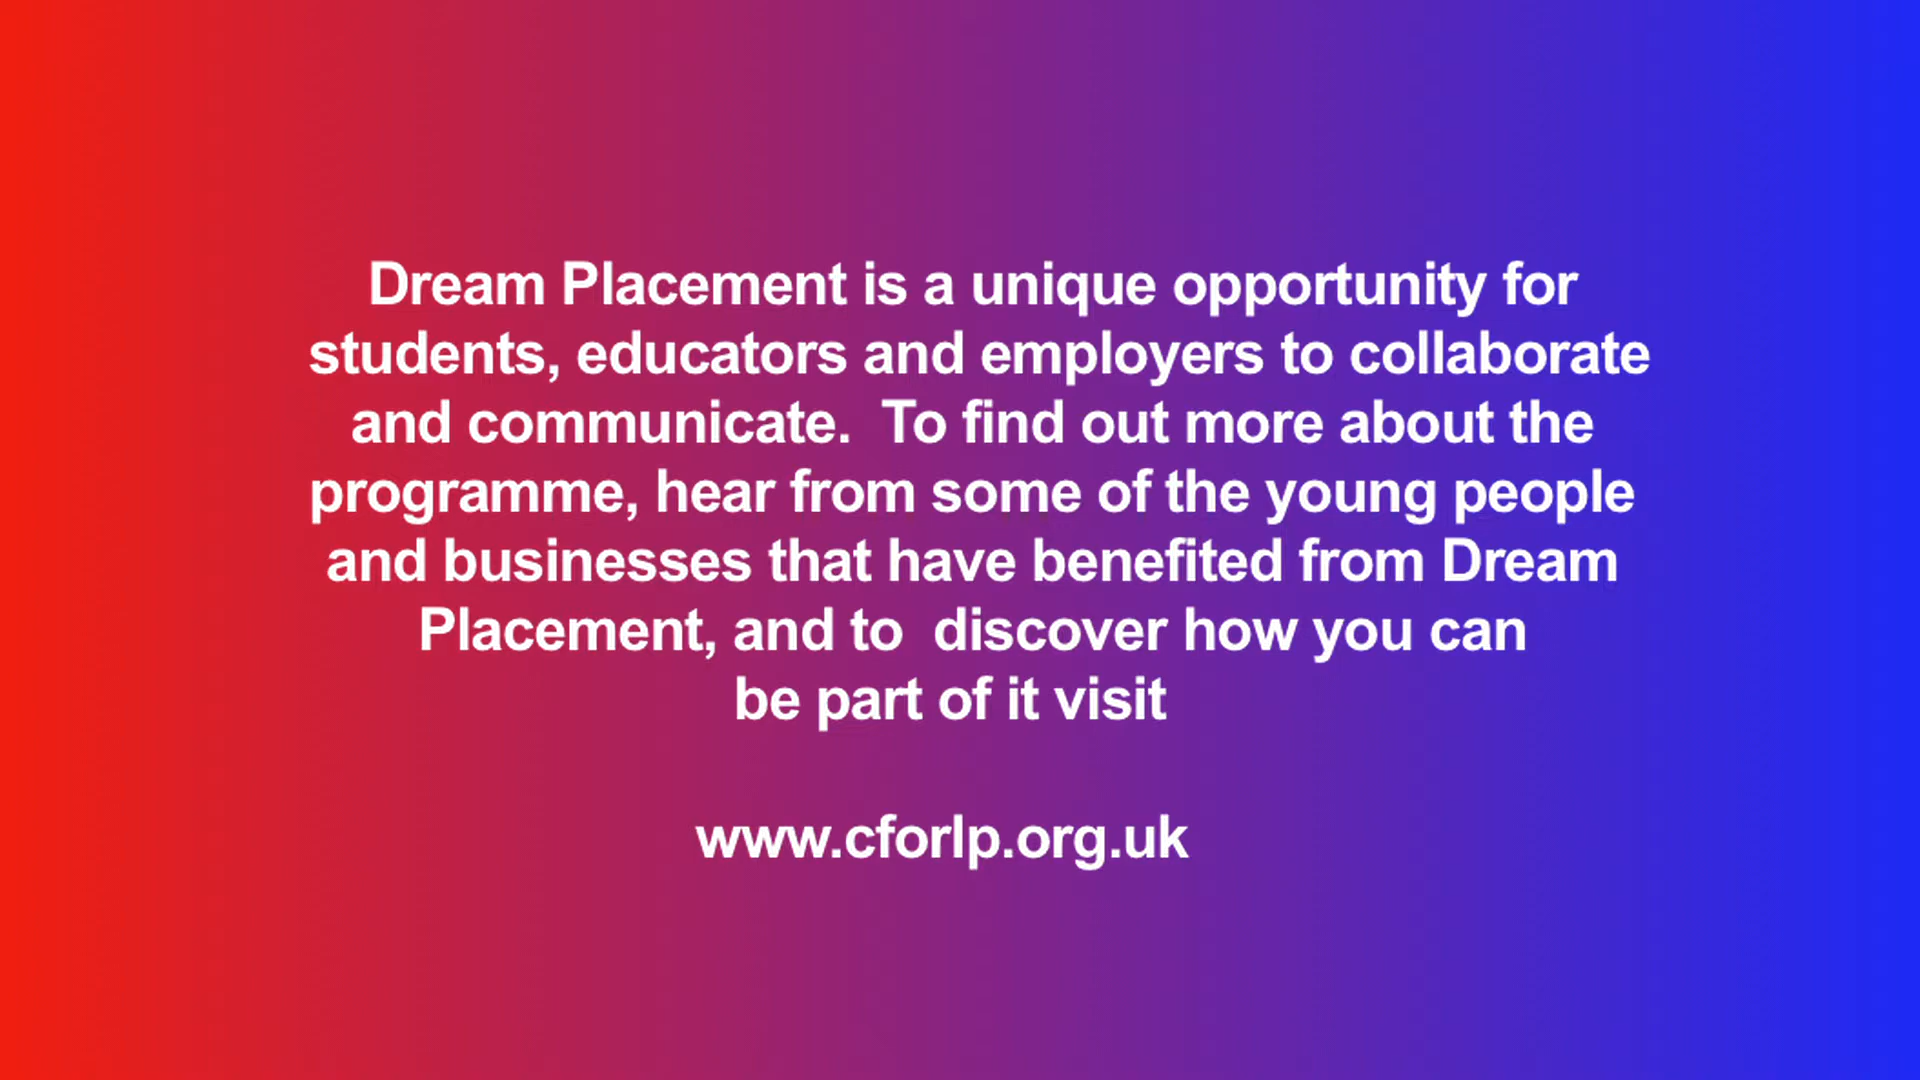 Dream Placement is a unique opportunity for
students, educators and employers to collaborate
and communicate.  To find out more about the
programme, hear from some of the young people
and businesses that have benefited from Dream
Placement, and to  discover how you can
be part of it visit
www.cforlp.org.uk